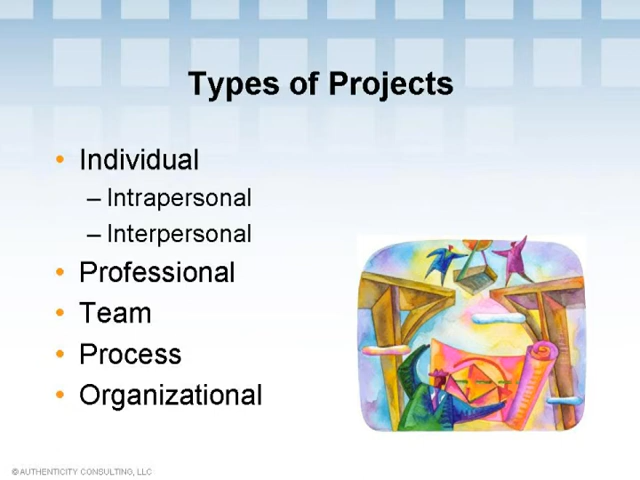 Types of Projects
• Individual
– Intrapersonal
– Interpersonal
• Professional
• Team
• Process
• Organizational
© AUTHENTICITY CONSULTING, LLC